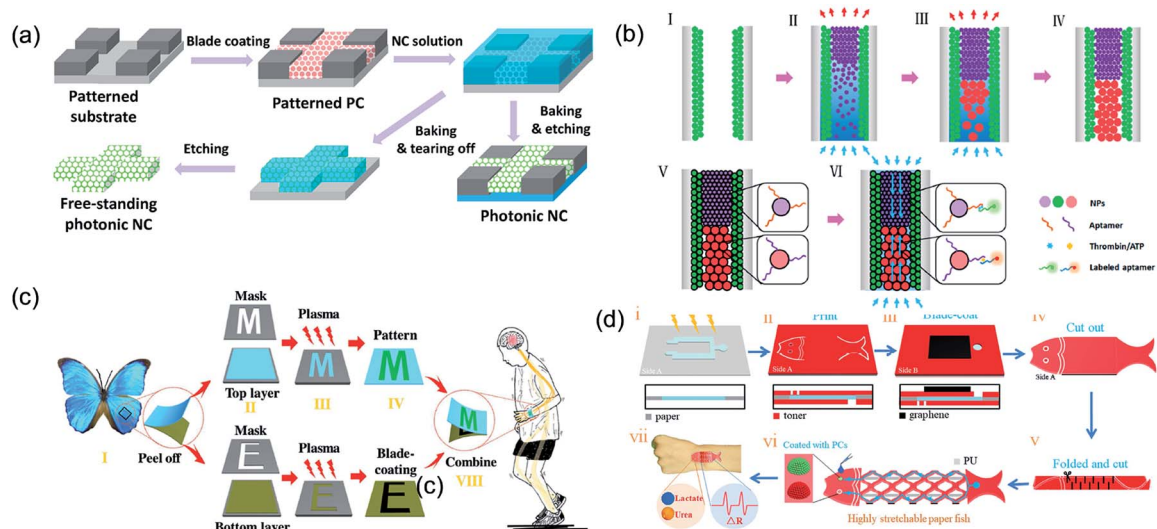 (a)
Blade coating
NC solution
Patterned
substrate
Patterned PC
Baking
& tearing off
Baking
& etching
Etching
Free-standing
photonic NC
Photonic NC
(b)
I
II
III
IV
V
VI
NPs
Aptamer
Thrombin/ATP
Labeled aptamer
(c)
Mask
M
Plasma
M
Pattern
M
Top layer
II
III
IV
I
Peel off
Mask
E
Plasma
E
Blade-
coating
E
Bottom layer
(c)
M
Combine
VIII
(d)
i
ii
Print
iii
Blade-coat
iv
Cut out
Side A
Side A
Side B
Side A
paper
toner
graphene
v
Folded and cut
vi
Coated with PCs
PU
Highly stretchable paper fish
vii
Lactate
Urea
ΔR